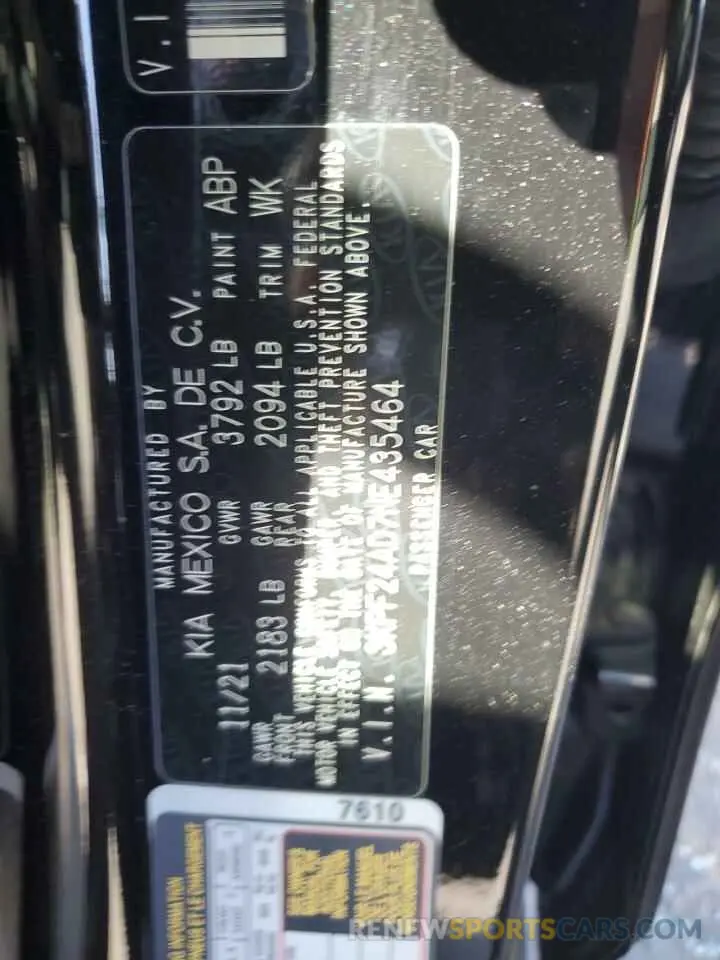 V.I
MANUFACTURED BY
KIA MEXICO S.A. DE C.V.
11/21 GVWR 3792 LB PAINT ABP
GAWR FRONT 2183 LB GAWR REAR 2094 LB TRIM WK
THIS VEHICLE CONFORMS TO ALL APPLICABLE U.S.A. FEDERAL
MOTOR VEHICLE SAFETY, BUMPER AND THEFT PREVENTION STANDARDS
IN EFFECT ON THE DATE OF MANUFACTURE SHOWN ABOVE.
V.I.N. 3KPF24AD7NE435464
PASSENGER CAR
7610
INFORMATION
RENEWSPORTSCARS.COM